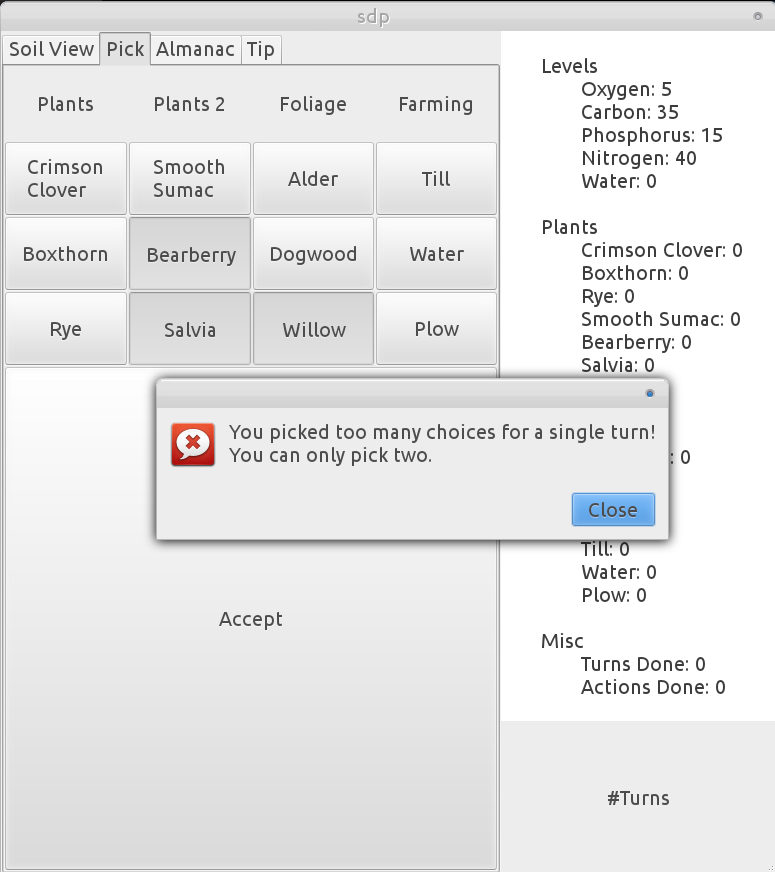 sdp
Soil View
Pick
Almanac
Tip
Plants
Plants 2
Foliage
Farming
Crimson
Clover
Smooth
Sumac
Alder
Till
Boxthorn
Bearberry
Dogwood
Water
Rye
Salvia
Willow
Plow
You picked too many choices for a single turn!
You can only pick two.
Close
Accept
Levels
Oxygen: 5
Carbon: 35
Phosphorus: 15
Nitrogen: 40
Water: 0
Plants
Crimson Clover: 0
Boxthorn: 0
Rye: 0
Smooth Sumac: 0
Bearberry: 0
Salvia: 0
: 0
Till: 0
Water: 0
Plow: 0
Misc
Turns Done: 0
Actions Done: 0
#Turns